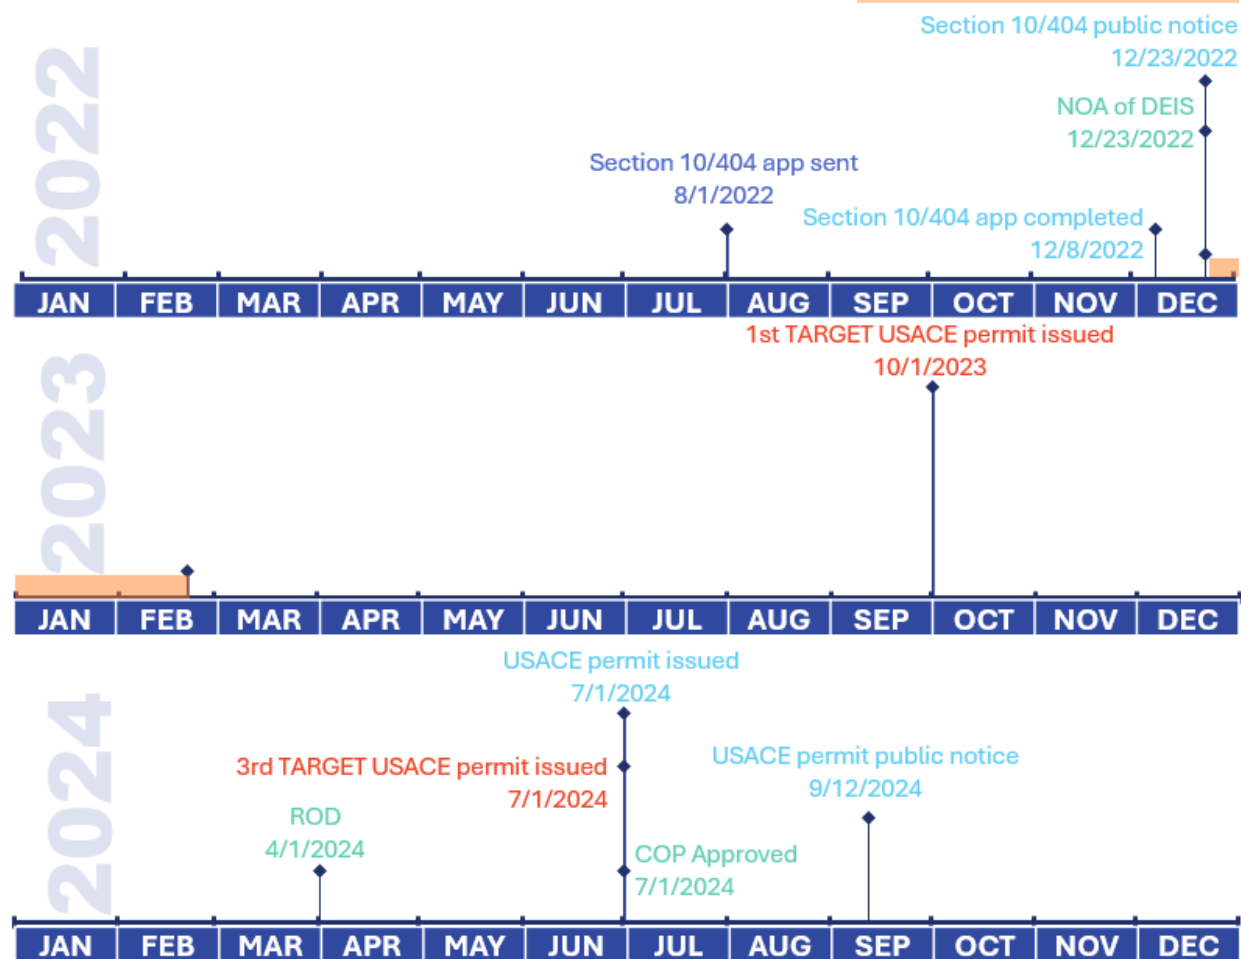 2022
Section 10/404 public notice
12/23/2022
NOA of DEIS
12/23/2022
Section 10/404 app sent
8/1/2022
Section 10/404 app completed
12/8/2022
JAN FEB MAR APR MAY JUN JUL AUG SEP OCT NOV DEC
2023
1st TARGET USACE permit issued
10/1/2023
JAN FEB MAR APR MAY JUN JUL AUG SEP OCT NOV DEC
2024
USACE permit issued
7/1/2024
3rd TARGET USACE permit issued
7/1/2024
USACE permit public notice
9/12/2024
ROD
4/1/2024
COP Approved
7/1/2024
JAN FEB MAR APR MAY JUN JUL AUG SEP OCT NOV DEC